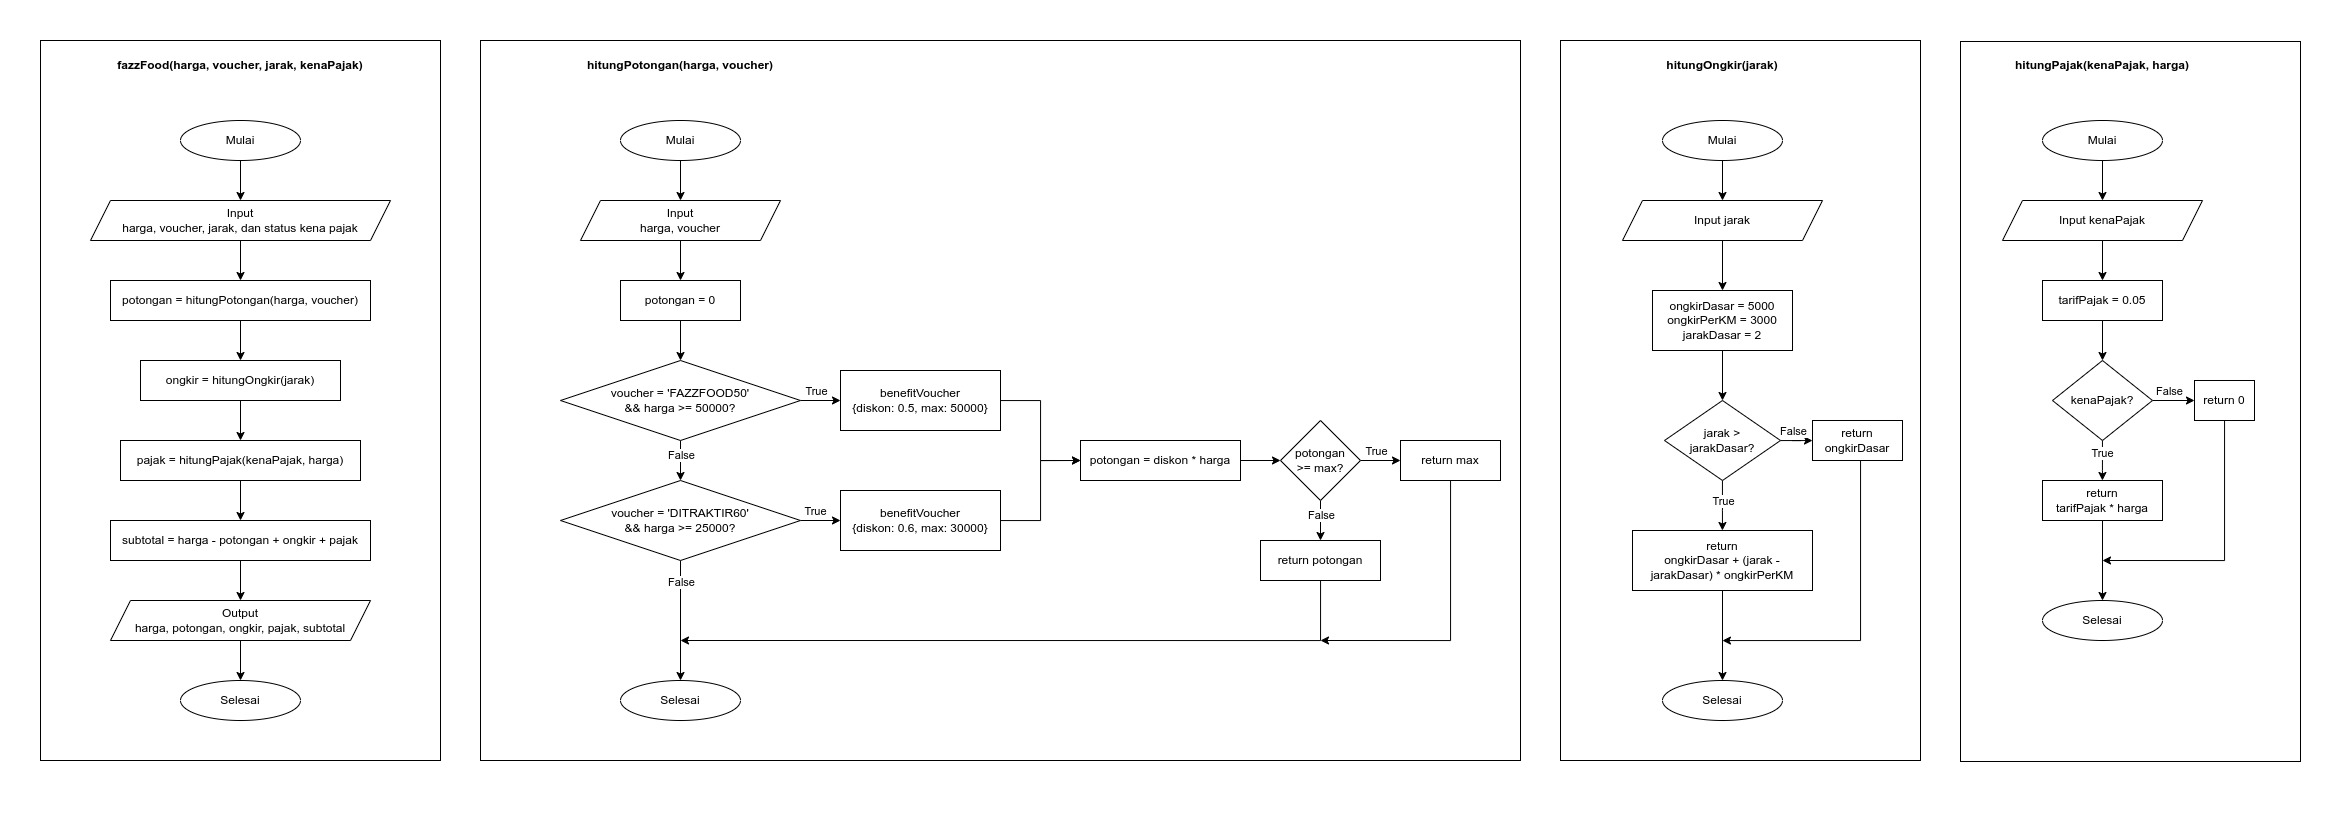 fazzFood(harga, voucher, jarak, kenaPajak)
Mulai
Input
harga, voucher, jarak, dan status kena pajak
potongan = hitungPotongan(harga, voucher)
ongkir = hitungOngkir(jarak)
pajak = hitungPajak(kenaPajak, harga)
subtotal = harga - potongan + ongkir + pajak
Output
harga, potongan, ongkir, pajak, subtotal
Selesai
hitungPotongan(harga, voucher)
Mulai
Input
harga, voucher
potongan = 0
voucher = 'FAZZFOOD50'
&& harga >= 50000?
True
benefitVoucher
{diskon: 0.5, max: 50000}
False
voucher = 'DITRAKTIR60'
&& harga >= 25000?
True
benefitVoucher
{diskon: 0.6, max: 30000}
False
potongan = diskon * harga
potongan
>= max?
True
return max
False
return potongan
Selesai
hitungOngkir(jarak)
Mulai
Input jarak
ongkirDasar = 5000
ongkirPerKM = 3000
jarakDasar = 2
jarak >
jarakDasar?
False
return
ongkirDasar
True
return
ongkirDasar + (jarak -
jarakDasar) * ongkirPerKM
Selesai
hitungPajak(kenaPajak, harga)
Mulai
Input kenaPajak
tarifPajak = 0.05
kenaPajak?
False
return 0
True
return
tarifPajak * harga
Selesai